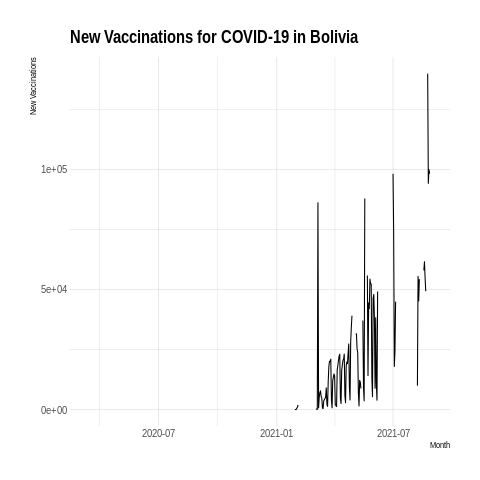 New Vaccinations for COVID-19 in Bolivia
New Vaccinations
1e+05
5e+04
0e+00
2020-07
2021-01
2021-07
Month